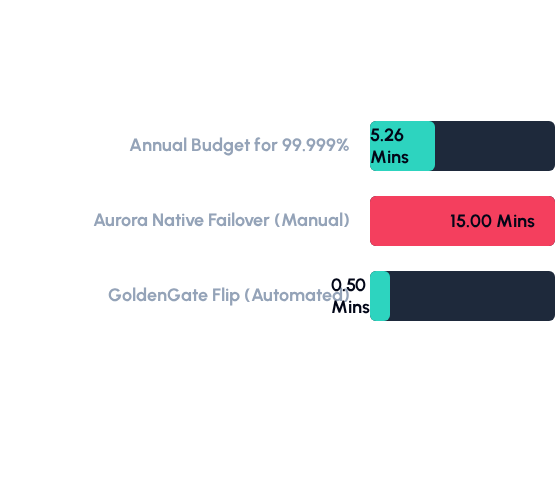 Annual Budget for 99.999%
5.26
Mins
Aurora Native Failover (Manual)
15.00 Mins
GoldenGate Flip (Automated)
0.50
Mins